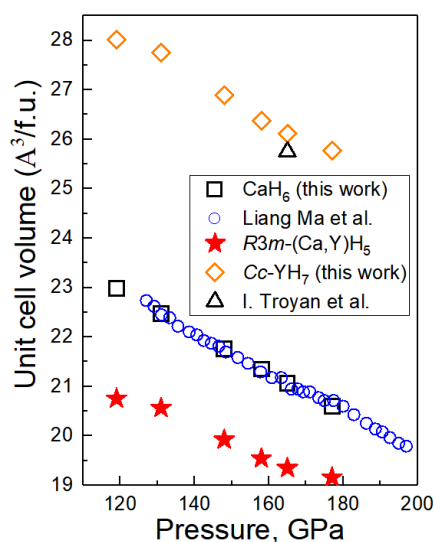 28
27
26
25
24
23
22
21
20
19
Unit cell volume (A³/f.u.)
CaH₆ (this work)
Liang Ma et al.
R3m-(Ca,Y)H₅
Cc-YH₇ (this work)
I. Troyan et al.
120 140 160 180 200
Pressure, GPa